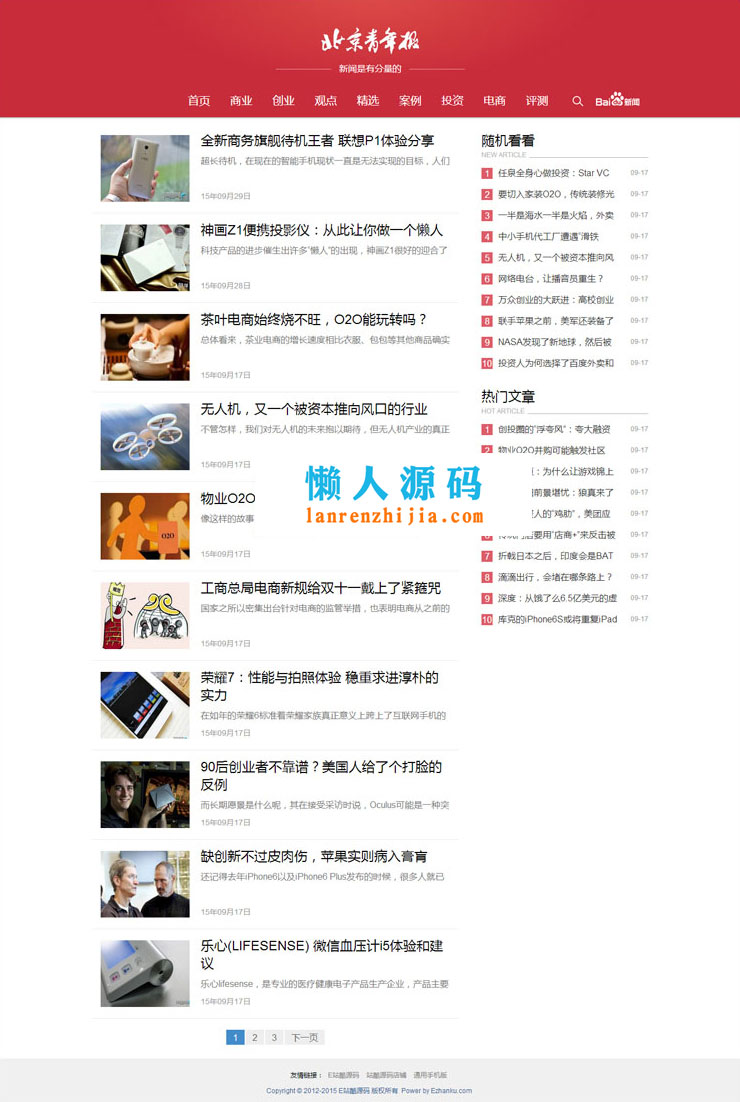 北京青年报
新闻是有分量的
首页 商业 创业 观点 精选 案例 投资 电商 评测 Bai 新闻
全新商务旗舰待机王者 联想P1体验分享
超长待机，在现在的智能手机现状一直是无法实现的目标，人们
15年09月29日
神画Z1便携投影仪：从此让你做一个懒人
科技产品的进步催生出许多"懒人"的出现，神画Z1很好的迎合了
15年09月28日
茶叶电商始终烧不旺，O2O能玩转吗？
总体看来，茶业电商的增长速度相比衣服、包包等其他商品确实
15年09月17日
无人机，又一个被资本推向风口的行业
不管怎样，我们对无人机的未来抱以期待，但无人机产业的真正
15年09月17日
物业O2O
像这样的故事
15年09月17日
工商总局电商新规给双十一戴上了紧箍咒
国家之所以密集出台针对电商的监管举措，也表明电商从之前的
15年09月17日
荣耀7：性能与拍照体验 稳重求进淳朴的
实力
在如年的荣耀6标准着荣耀家族真正意义上跨上了互联网手机的
15年09月17日
90后创业者不靠谱？美国人给了个打脸的
反例
而长期愿景是什么呢，其在接受采访时说，Oculus可能是一种突
15年09月17日
缺创新不过皮肉伤，苹果实则病入膏肓
还记得去年iPhone6以及iPhone6 Plus发布的时候，很多人就已
15年09月17日
乐心(LIFESENSE) 微信血压计i5体验和建
议
乐心lifesense，是专业的医疗健康电子产品生产企业，产品主要
15年09月17日
1 2 3 下一页
随机看看
NEW ARTICLE
1 任泉全身心做投资：Star VC 09-17
2 要切入家装O2O，传统装修光 09-17
3 一半是海水一半是火焰，外卖 09-17
4 中小手机代工厂遭遇"滑铁 09-17
5 无人机，又一个被资本推向风 09-17
6 网络电台，让播音员重生？ 09-17
7 万众创业的大跃进：高校创业 09-17
8 联手苹果之前，美军还装备了 09-17
9 NASA发现了新地球，然后被 09-17
10 投资人为何选择了百度外卖和 09-17
热门文章
HOT ARTICLE
1 创投圈的"浮夸风"：夸大融资 09-17
2 物业O2O并购可能触发社区 09-17
：为什么让游戏锦上 09-17
前景堪忧：狼真来了 09-17
人的"鸡肋"，美团应 09-17
要用"店商+"来反击被 09-17
7 折戟日本之后，印度会是BAT 09-17
8 滴滴出行，会堵在哪条路上？ 09-17
9 深度：从饿了么6.5亿美元的虚 09-17
10 库克的iPhone6S或将重复iPad 09-17
懒人源码
lanrenzhijia.com
友情链接： E站酷源码 站酷源码店铺 通用手机版
Copyright © 2012-2015 E站酷源码 版权所有 Power by Ezhanku.com